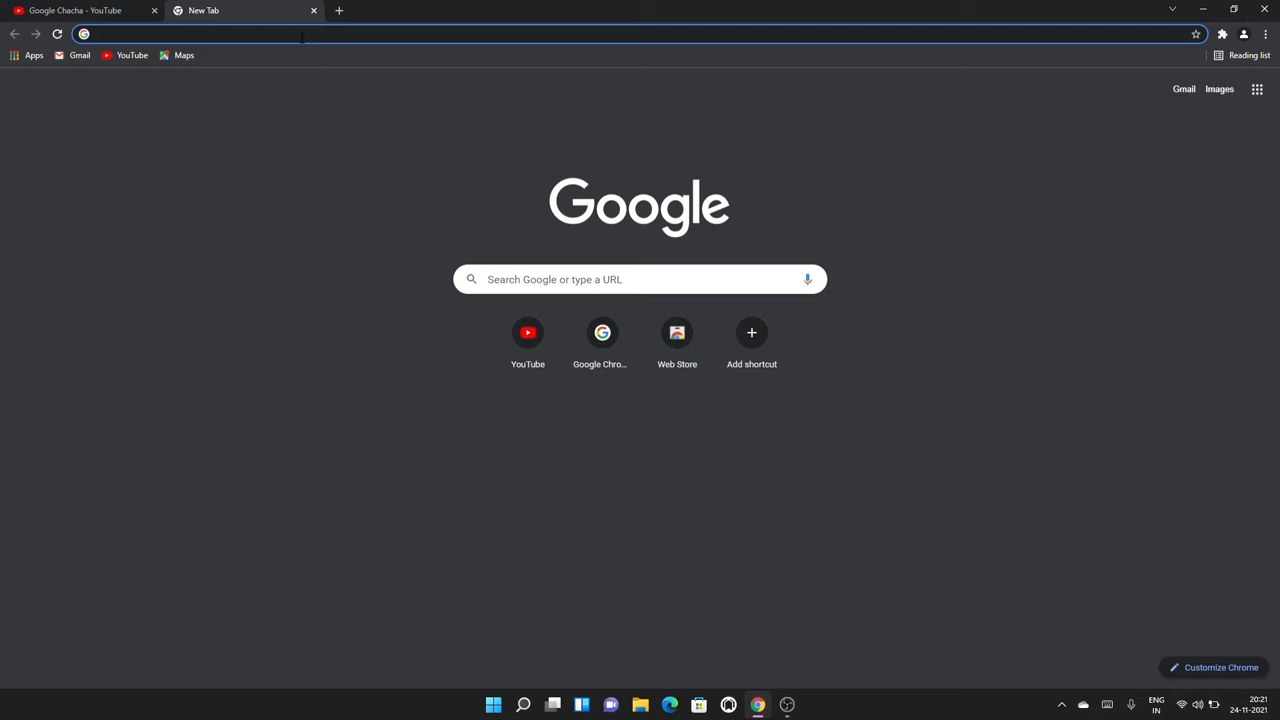 Google Chacha - YouTube
New Tab
Apps
Gmail
YouTube
Maps
Reading list
Gmail
Images
Google
Search Google or type a URL
YouTube
Google Chro...
Web Store
Add shortcut
Customize Chrome
ENG
IN
20:21
24-11-2021